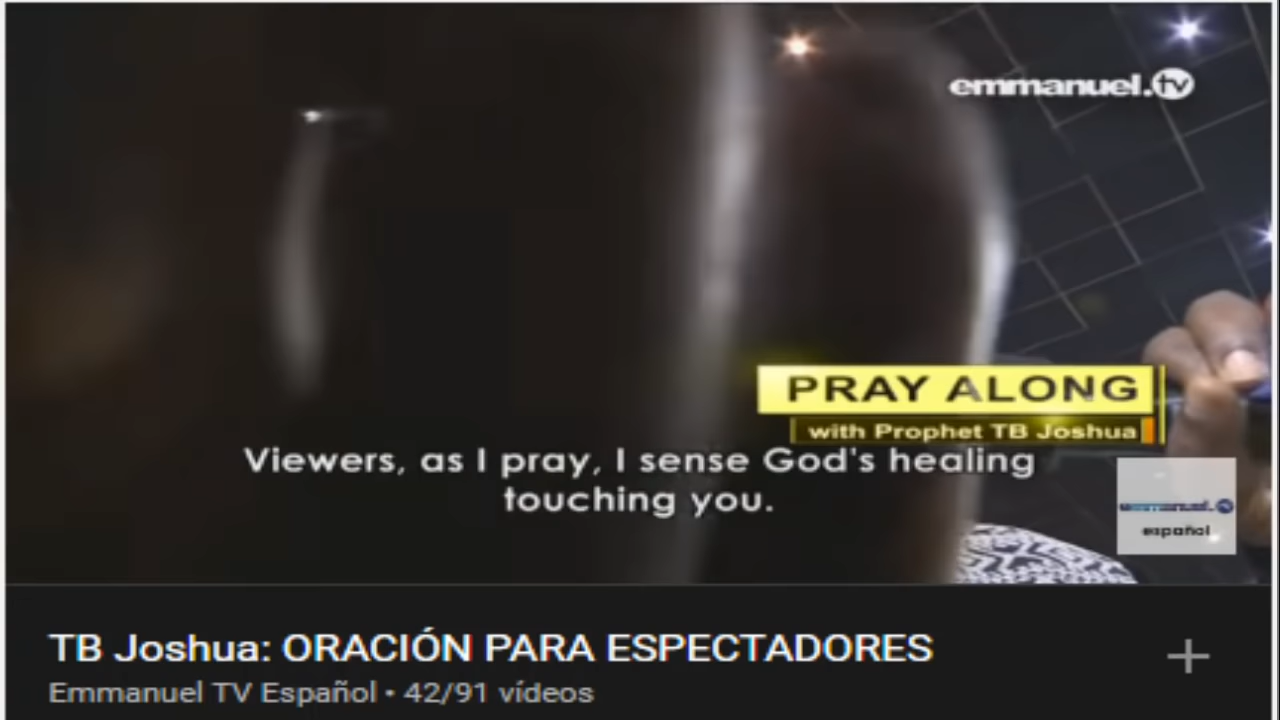 emmanuel.tv
PRAY ALONG
with Prophet TB Joshua
Viewers, as I pray, I sense God's healing
touching you.
emmanuel.tv
español
TB Joshua: ORACIÓN PARA ESPECTADORES
Emmanuel TV Español • 42/91 vídeos